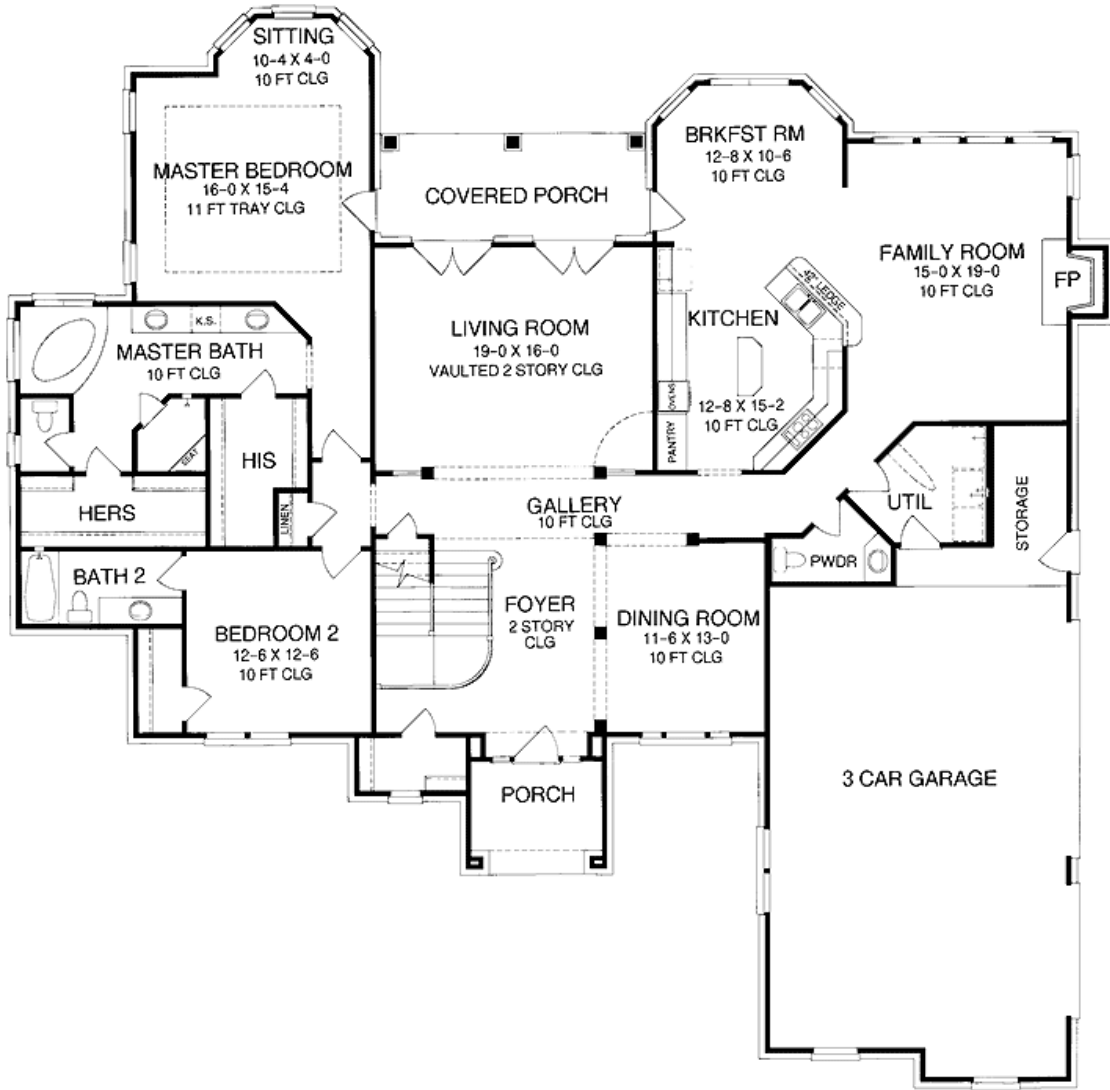 SITTING
10-4 X 4-0
10 FT CLG
MASTER BEDROOM
16-0 X 15-4
11 FT TRAY CLG
COVERED PORCH
BRKFST RM
12-8 X 10-6
10 FT CLG
FAMILY ROOM
15-0 X 19-0
10 FT CLG
FP
42" LEDGE
K.S.
MASTER BATH
10 FT CLG
LIVING ROOM
19-0 X 16-0
VAULTED 2 STORY CLG
KITCHEN
12-8 X 15-2
10 FT CLG
OVENS
PANTRY
SEAT
HIS
HERS
LINEN
GALLERY
10 FT CLG
UTIL
STORAGE
PWDR
BATH 2
BEDROOM 2
12-6 X 12-6
10 FT CLG
FOYER
2 STORY
CLG
DINING ROOM
11-6 X 13-0
10 FT CLG
PORCH
3 CAR GARAGE